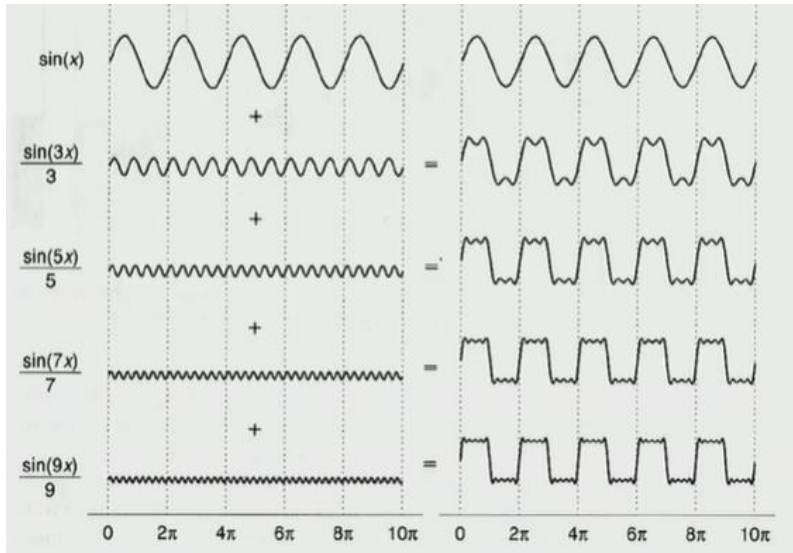 sin(x)
+
sin(3x)
3
=
+
sin(5x)
5
=
+
sin(7x)
7
=
+
sin(9x)
9
=
0 2π 4π 6π 8π 10π
0 2π 4π 6π 8π 10π